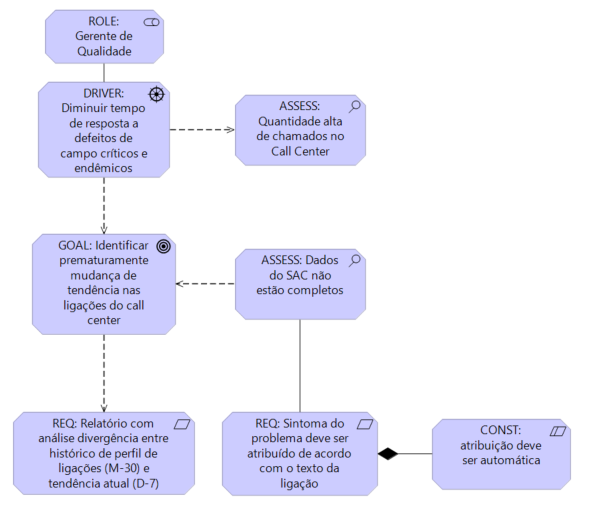 ROLE:
Gerente de
Qualidade
DRIVER:
Diminuir tempo
de resposta a
defeitos de
campo críticos e
endêmicos
ASSESS:
Quantidade alta
de chamados no
Call Center
GOAL: Identificar
prematuramente
mudança de
tendência nas
ligações do call
center
ASSESS: Dados
do SAC não
estão completos
REQ: Relatório com
análise divergência entre
histórico de perfil de
ligações (M-30) e
tendência atual (D-7)
REQ: Sintoma do
problema deve ser
atribuído de acordo
com o texto da
ligação
CONST:
atribuição deve
ser automática